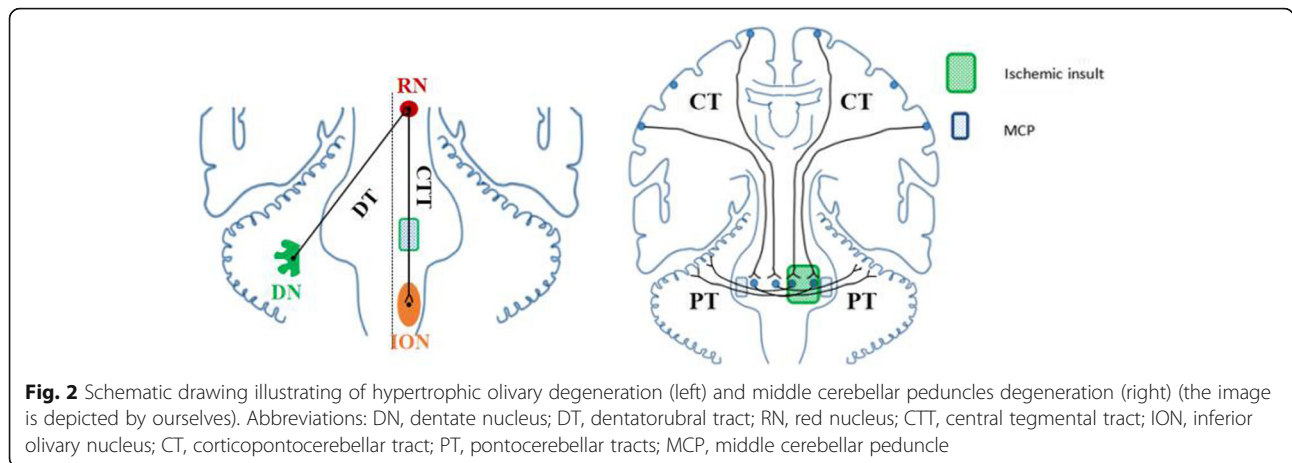 RN
CTT
DT
DN
ION
CT
CT
PT
PT
Ischemic insult
MCP
Fig. 2 Schematic drawing illustrating of hypertrophic olivary degeneration (left) and middle cerebellar peduncles degeneration (right) (the image
is depicted by ourselves). Abbreviations: DN, dentate nucleus; DT, dentatorubral tract; RN, red nucleus; CTT, central tegmental tract; ION, inferior
olivary nucleus; CT, corticopontocerebellar tract; PT, pontocerebellar tracts; MCP, middle cerebellar peduncle